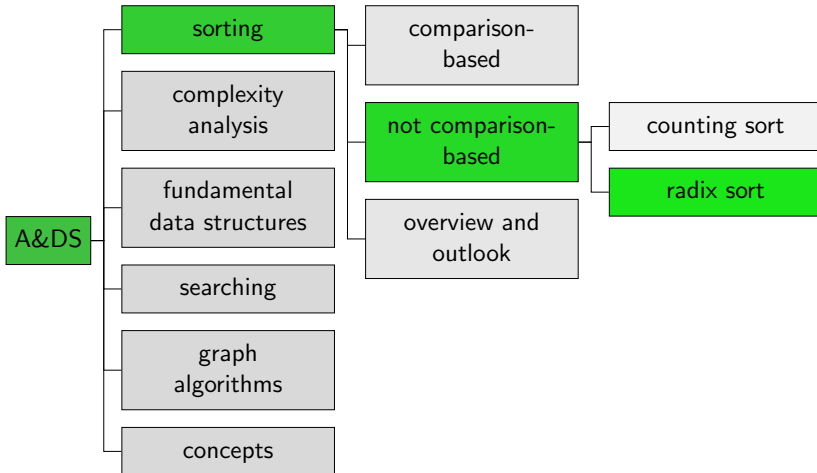 A&DS
sorting
complexity
analysis
fundamental
data structures
searching
graph
algorithms
concepts
comparison-
based
not comparison-
based
overview and
outlook
counting sort
radix sort